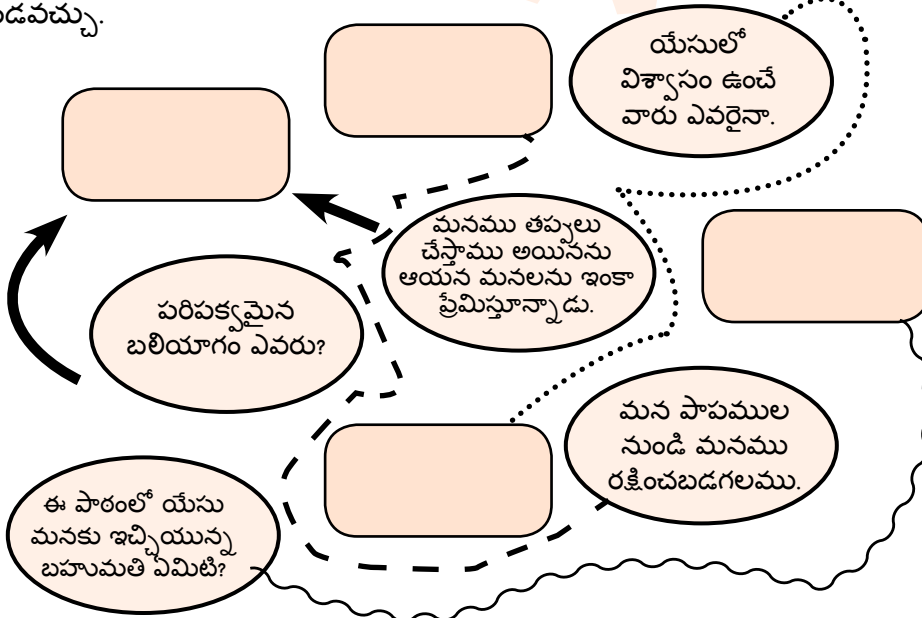 యేసులో
విశ్వాసం ఉంచే
వారు ఎవరైనా.
మనము తప్పులు
చేస్తాము అయినను
ఆయన మనలను ఇంకా
ప్రేమిస్తూన్నాడు.
పరిపక్వమైన
బలియాగం ఎవరు?
మన పాపముల
నుండి మనము
రక్షించబడగలము.
ఈ పాఠంలో యేసు
మనకు ఇచ్చియున్న
బహుమతి ఏమిటి?